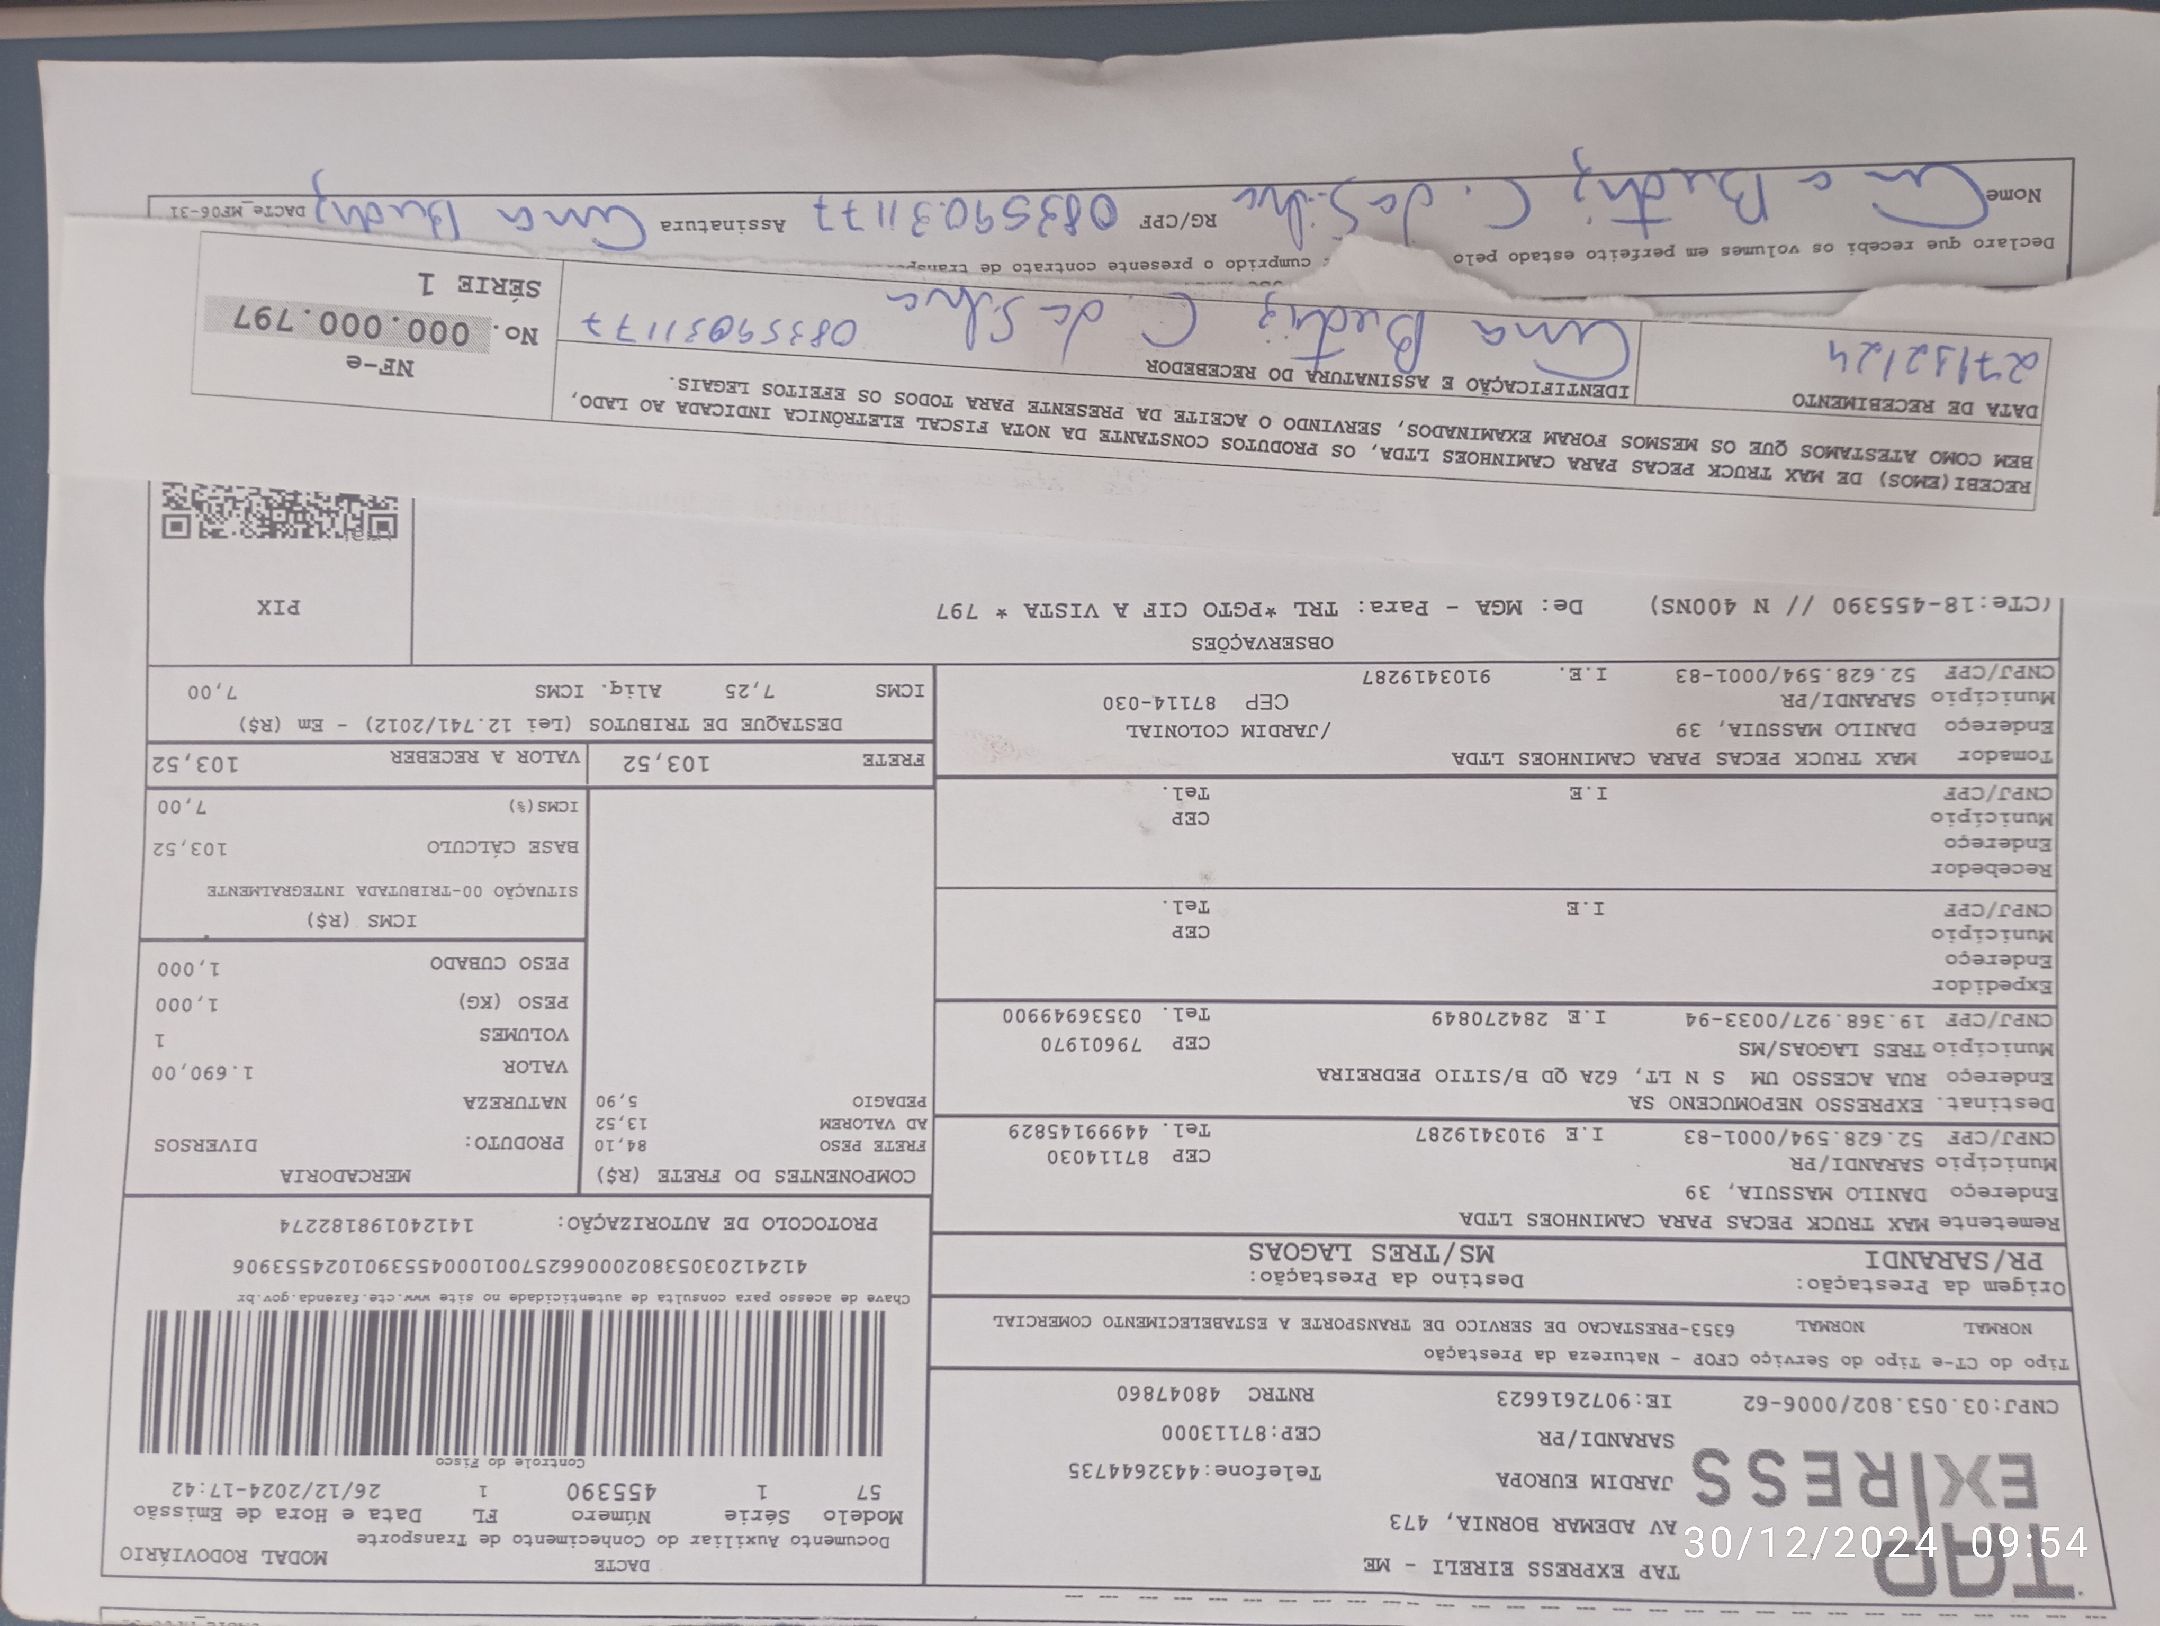 TAP EXPRESS
TAP EXPRESS EIRELI - ME
AV ADEMAR BORNIA, 473
JARDIM EUROPA Telefone:4432644735
SARANDI/PR CEP:87113000
CNPJ:03.053.802/0006-62 IE:9072616623 RNTRC 48047860
DACTE MODAL RODOVIÁRIO
Documento Auxiliar do Conhecimento de Transporte
Modelo Série Número FL Data e Hora de Emissão
57 1 455390 1 26/12/2024-17:42
Controle do Fisco
Chave de acesso para consulta de autenticidade no site www.cte.fazenda.gov.br
41241203053802000662570010004553901024553906
PROTOCOLO DE AUTORIZAÇÃO: 141240198182274
Tipo do CT-e Tipo do Serviço CFOP - Natureza da Prestação
NORMAL NORMAL 6353-PRESTACAO DE SERVICO DE TRANSPORTE A ESTABELECIMENTO COMERCIAL
Origem da Prestação: Destino da Prestação:
PR/SARANDI MS/TRES LAGOAS
Remetente MAX TRUCK PECAS PARA CAMINHOES LTDA
Endereço DANILO MASSUIA, 39
Município SARANDI/PR CEP 87114030
CNPJ/CPF 52.628.594/0001-83 I.E 9103419287 Tel. 44999145829
Destinat. EXPRESSO NEPOMUCENO SA
Endereço RUA ACESSO UM S N LT, 62A QD B/SITIO PEDREIRA
Município TRES LAGOAS/MS CEP 79601970
CNPJ/CPF 19.368.927/0033-94 I.E 284270849 Tel. 03536949900
Expedidor
Endereço
Município CEP
CNPJ/CPF I.E Tel.
Recebedor
Endereço
Município CEP
CNPJ/CPF I.E Tel.
Tomador MAX TRUCK PECAS PARA CAMINHOES LTDA
Endereço DANILO MASSUIA, 39 /JARDIM COLONIAL
Município SARANDI/PR CEP 87114-030
CNPJ/CPF 52.628.594/0001-83 I.E. 9103419287
COMPONENTES DO FRETE (R$)
FRETE PESO 84,10
AD VALOREM 13,52
PEDAGIO 5,90
MERCADORIA
PRODUTO: DIVERSOS
NATUREZA
VALOR 1.690,00
VOLUMES 1
PESO (KG) 1,000
PESO CUBADO 1,000
ICMS (R$)
SITUAÇÃO 00-TRIBUTADA INTEGRALMENTE
BASE CÁLCULO 103,52
ICMS(%) 7,00
FRETE 103,52 VALOR A RECEBER 103,52
DESTAQUE DE TRIBUTOS (Lei 12.741/2012) - Em (R$)
ICMS 7,25 Aliq. ICMS 7,00
OBSERVAÇÕES
(CTe:18-455390 // N 400NS) De: MGA - Para: TRL *PGTO CIF A VISTA * 797
PIX
RECEBI(EMOS) DE MAX TRUCK PECAS PARA CAMINHOES LTDA, OS PRODUTOS CONSTANTE DA NOTA FISCAL ELETRÔNICA INDICADA AO LADO,
BEM COMO ATESTAMOS QUE OS MESMOS FORAM EXAMINADOS, SERVINDO O ACEITE DA PRESENTE PARA TODOS OS EFEITOS LEGAIS.
DATA DE RECEBIMENTO IDENTIFICAÇÃO E ASSINATURA DO RECEBEDOR
27/12/24 Ana Beatriz C. da Silva 08359031177
NF-e
No. 000.000.797
SÉRIE 1
Declaro que recebi os volumes em perfeito estado pelo cumprido o presente contrato de
Nome Ana Beatriz C. da Silva RG/CPF 08359031177 Assinatura Ana Beatriz DACTE_MF06-31
30/12/2024 09:54